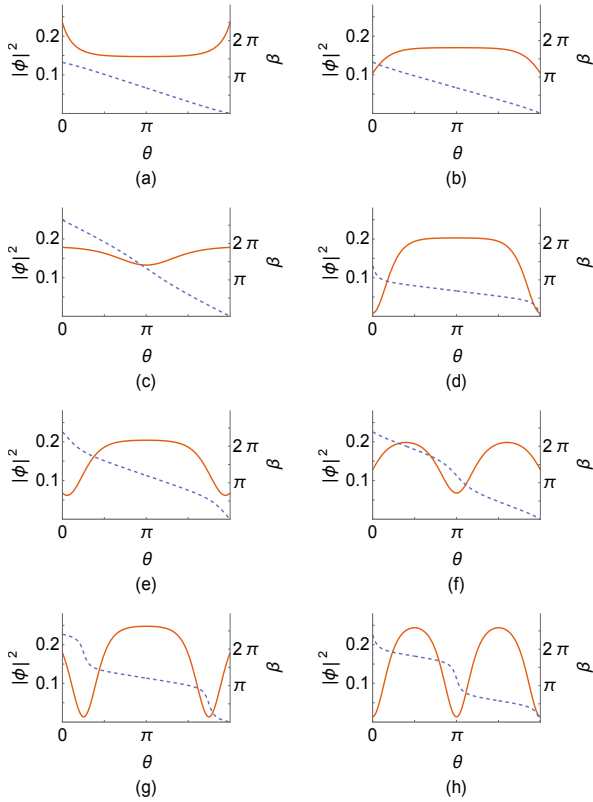 |ϕ|² 0.2 0.1 2π π β |ϕ|² 0.2 0.1 2π π β
0 π 0 π
θ θ
(a) (b)
|ϕ|² 0.2 0.1 2π π β |ϕ|² 0.2 0.1 2π π β
0 π 0 π
θ θ
(c) (d)
|ϕ|² 0.2 0.1 2π π β |ϕ|² 0.2 0.1 2π π β
0 π 0 π
θ θ
(e) (f)
|ϕ|² 0.2 0.1 2π π β |ϕ|² 0.2 0.1 2π π β
0 π 0 π
θ θ
(g) (h)